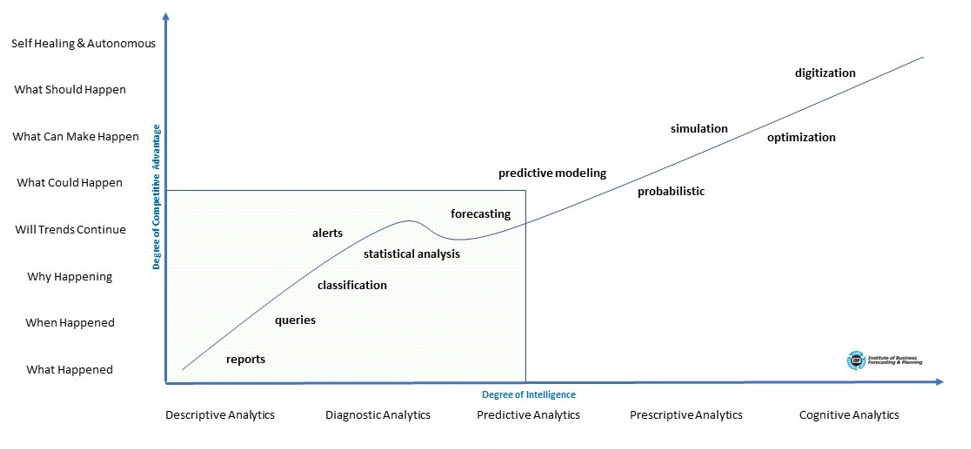 Self Healing & Autonomous
What Should Happen
What Can Make Happen
What Could Happen
Will Trends Continue
Why Happening
When Happened
What Happened
Degree of Competitive Advantage
digitization
simulation
optimization
predictive modeling
probabilistic
forecasting
alerts
statistical analysis
classification
queries
reports
Institute of Business
Forecasting & Planning
Degree of Intelligence
Descriptive Analytics
Diagnostic Analytics
Predictive Analytics
Prescriptive Analytics
Cognitive Analytics